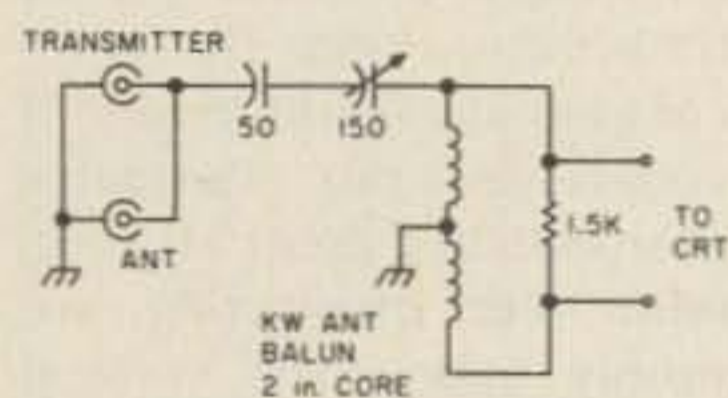 TRANSMITTER
50
150
ANT
1.5K
TO
CRT
KW ANT
BALUN
2 in. CORE